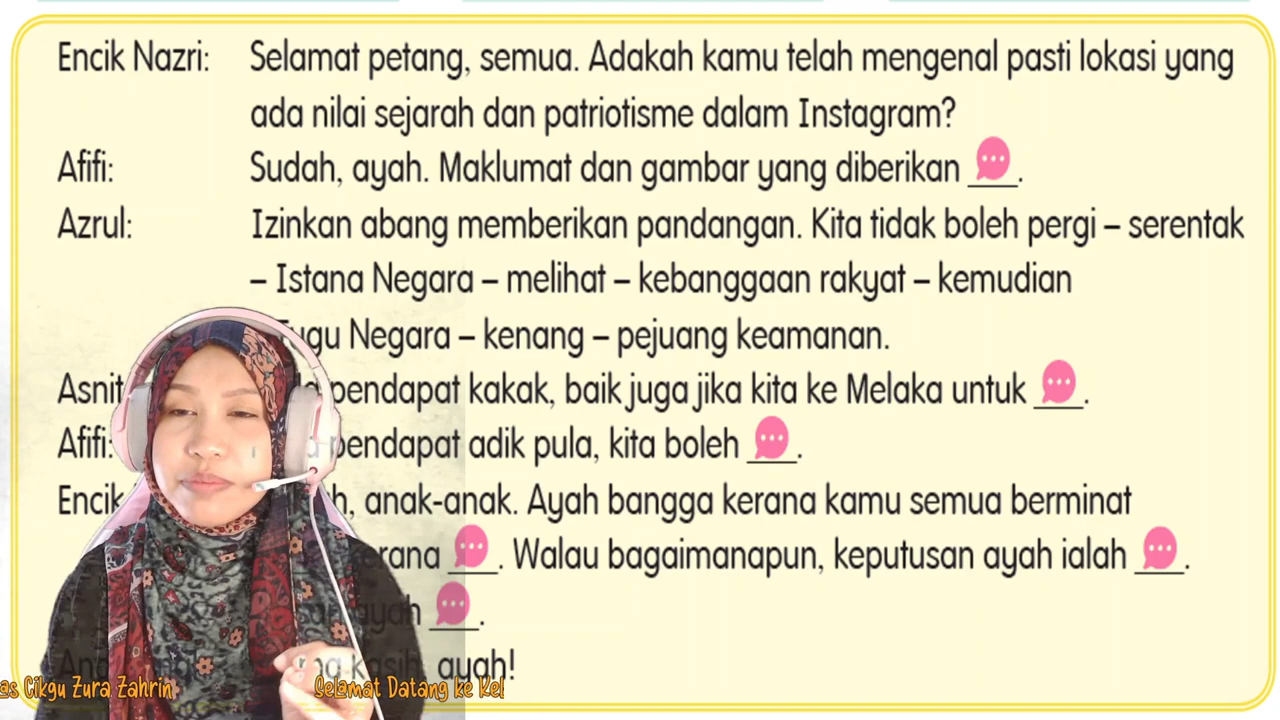 Encik Nazri: Selamat petang, semua. Adakah kamu telah mengenal pasti lokasi yang
ada nilai sejarah dan patriotisme dalam Instagram?
Afifi: Sudah, ayah. Maklumat dan gambar yang diberikan ___.
Azrul: Izinkan abang memberikan pandangan. Kita tidak boleh pergi – serentak
– Istana Negara – melihat – kebanggaan rakyat – kemudian
Tugu Negara – kenang – pejuang keamanan.
pendapat kakak, baik juga jika kita ke Melaka untuk ___.
Afifi: pendapat adik pula, kita boleh ___.
Encik anak-anak. Ayah bangga kerana kamu semua berminat
___. Walau bagaimanapun, keputusan ayah ialah ___.
ayah ___.
kasih, ayah!
Cikgu Zura Zahrin Selamat Datang ke Kel